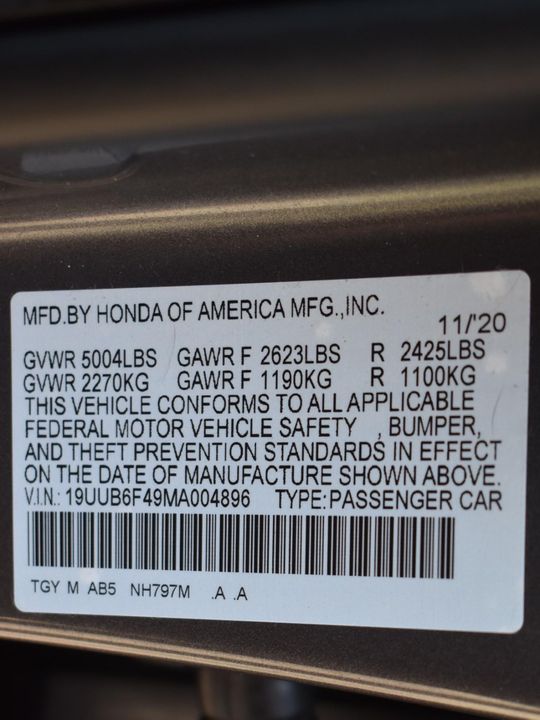 MFD.BY HONDA OF AMERICA MFG.,INC.
11/'20
GVWR 5004LBS GAWR F 2623LBS R 2425LBS
GVWR 2270KG GAWR F 1190KG R 1100KG
THIS VEHICLE CONFORMS TO ALL APPLICABLE
FEDERAL MOTOR VEHICLE SAFETY , BUMPER,
AND THEFT PREVENTION STANDARDS IN EFFECT
ON THE DATE OF MANUFACTURE SHOWN ABOVE.
V.I.N.: 19UUB6F49MA004896 TYPE:PASSENGER CAR
TGY M AB5 NH797M .A .A